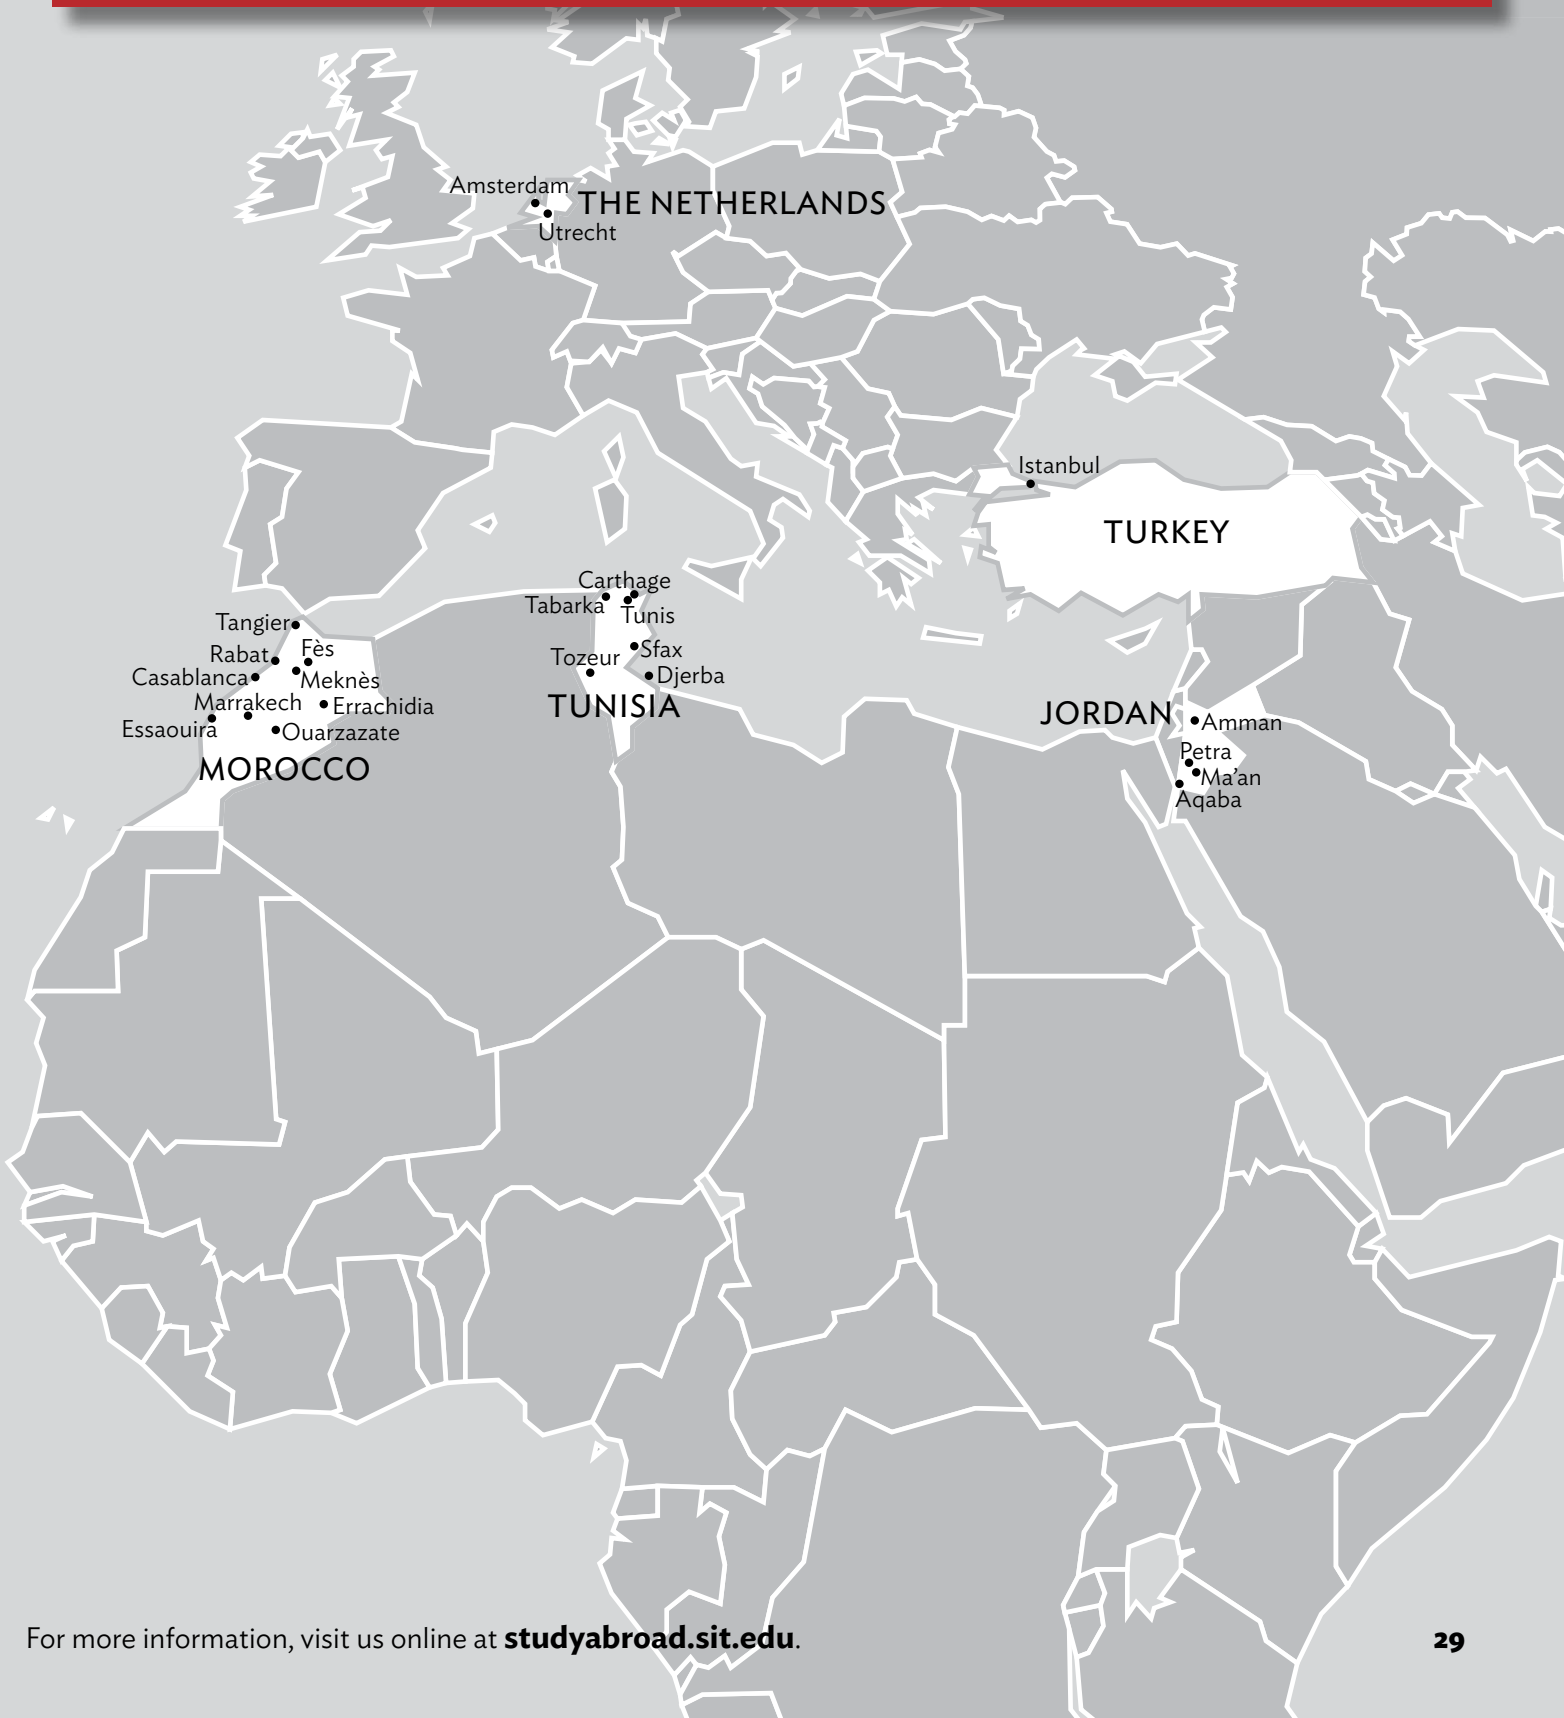 Amsterdam
THE NETHERLANDS
Utrecht
Istanbul
TURKEY
Carthage
Tabarka
Tunis
Tangier
Rabat
Fès
Sfax
Tozeur
Casablanca
Meknès
Djerba
Marrakech
Errachidia
TUNISIA
JORDAN
Amman
Essaouira
Ouarzazate
Petra
MOROCCO
Ma’an
Aqaba
For more information, visit us online at studyabroad.sit.edu.
29